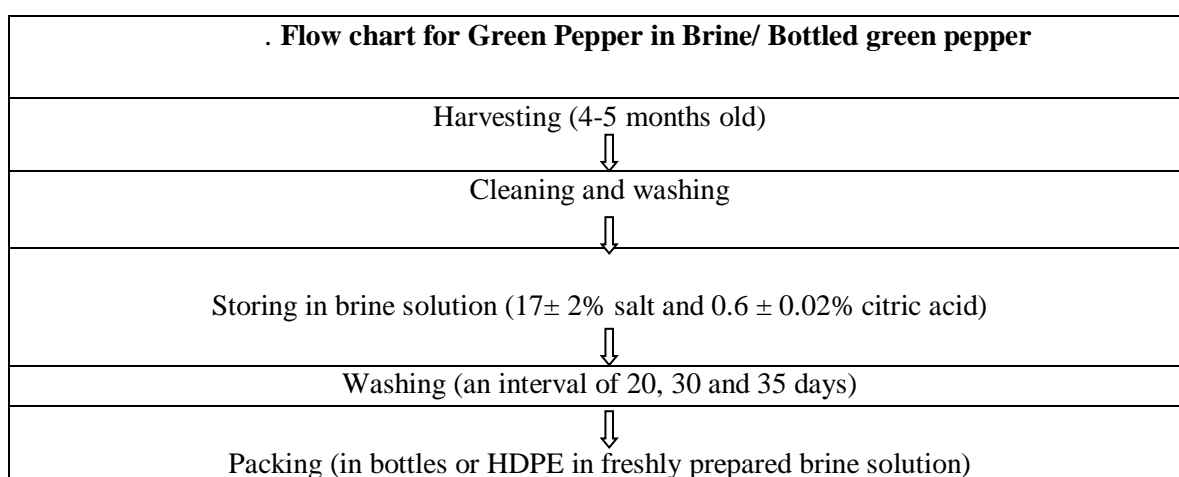 . Flow chart for Green Pepper in Brine/ Bottled green pepper
Harvesting (4-5 months old)
Cleaning and washing
Storing in brine solution (17± 2% salt and 0.6 ± 0.02% citric acid)
Washing (an interval of 20, 30 and 35 days)
Packing (in bottles or HDPE in freshly prepared brine solution)